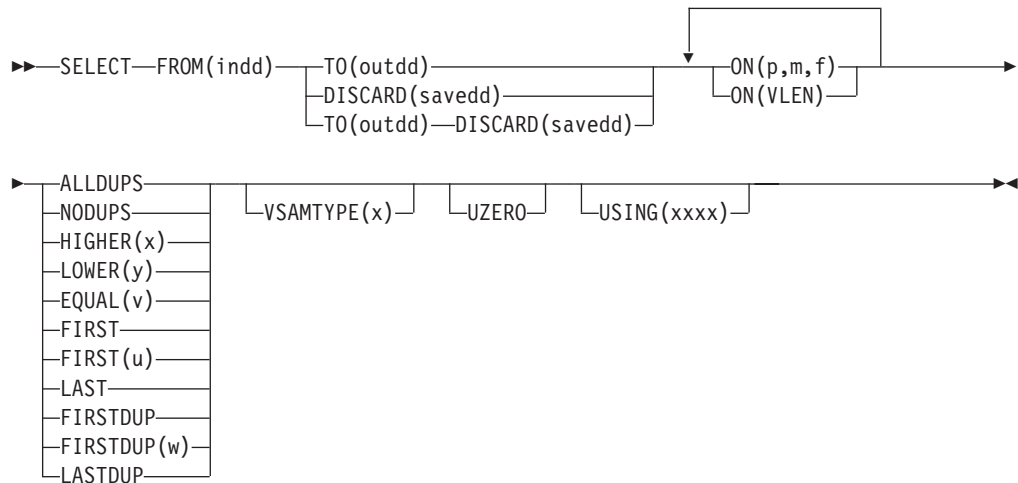 SELECT FROM(indd) TO(outdd) ON(p,m,f)
DISCARD(savedd) ON(VLEN)
TO(outdd) DISCARD(savedd)
ALLDUPS
NODUPS VSAMTYPE(x) UZERO USING(xxxx)
HIGHER(x)
LOWER(y)
EQUAL(v)
FIRST
FIRST(u)
LAST
FIRSTDUP
FIRSTDUP(w)
LASTDUP